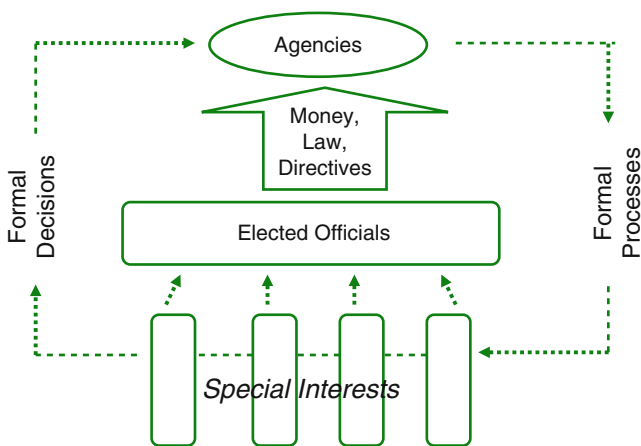 Agencies
Money,
Law,
Directives
Formal
Decisions
Formal
Processes
Elected Officials
Special Interests